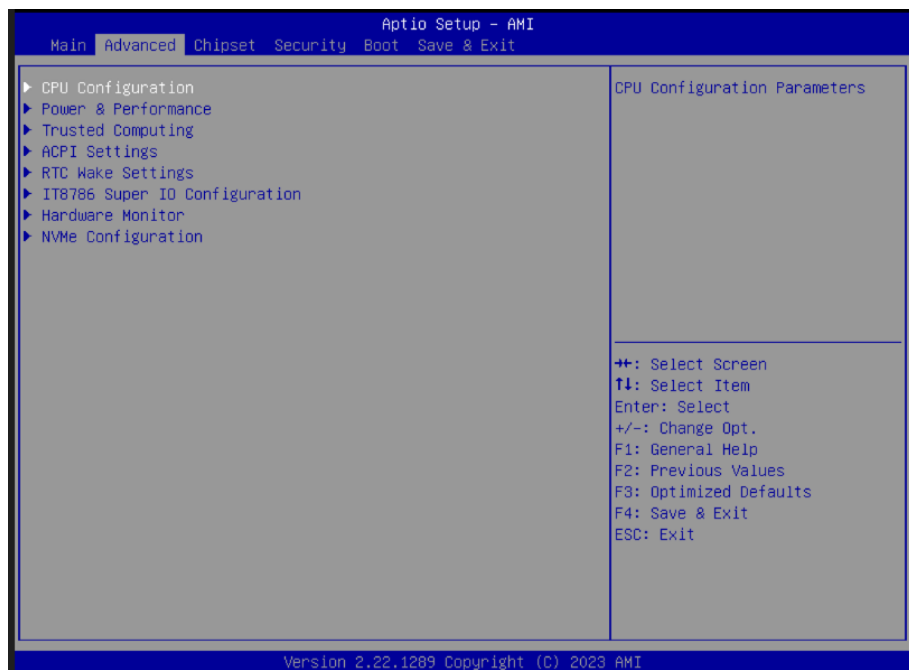 Aptio Setup – AMI
Main Advanced Chipset Security Boot Save & Exit
▶ CPU Configuration
▶ Power & Performance
▶ Trusted Computing
▶ ACPI Settings
▶ RTC Wake Settings
▶ IT8786 Super IO Configuration
▶ Hardware Monitor
▶ NVMe Configuration
CPU Configuration Parameters
→←: Select Screen
↑↓: Select Item
Enter: Select
+/-: Change Opt.
F1: General Help
F2: Previous Values
F3: Optimized Defaults
F4: Save & Exit
ESC: Exit
Version 2.22.1289 Copyright (C) 2023 AMI